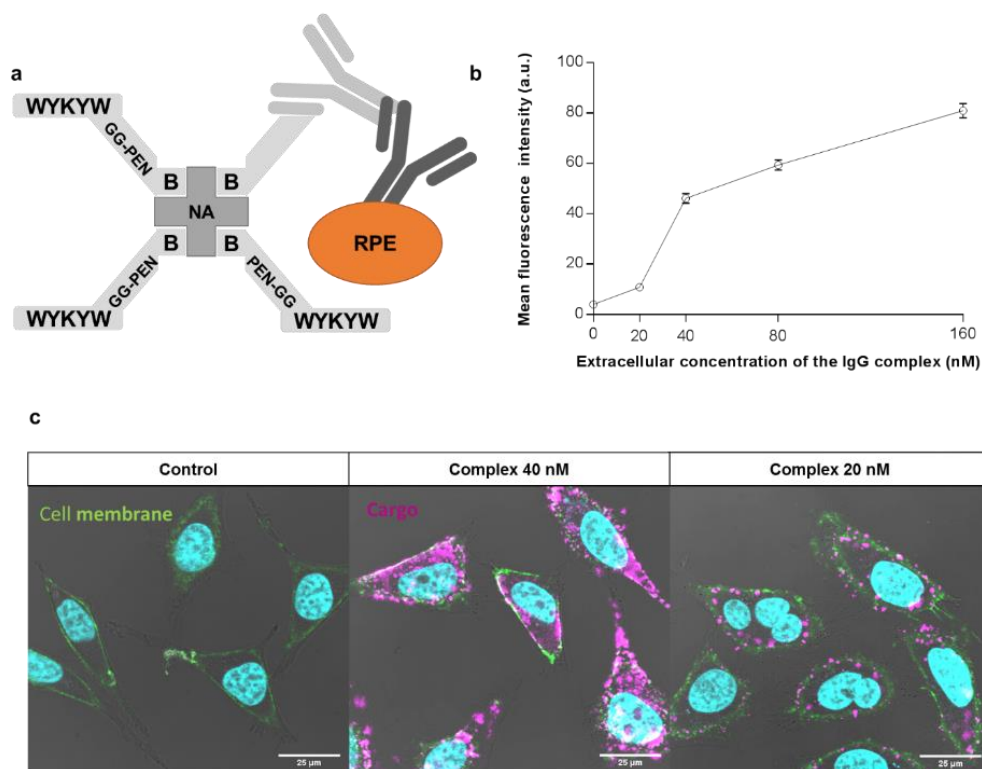 a
WYKYW
GG-PEN
B
B
NA
B
B
GG-PEN
PEN-GG
WYKYW
WYKYW
RPE
b
Mean fluorescence intensity (a.u.)
100
80
60
40
20
0
0
20
40
80
160
Extracellular concentration of the IgG complex (nM)
c
Control
Complex 40 nM
Complex 20 nM
Cell membrane
Cargo
25 µm
25 µm
25 µm